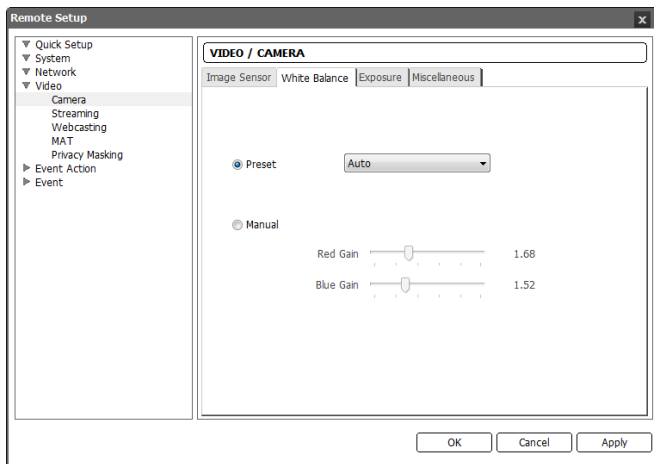 Remote Setup
x
Quick Setup
System
Network
Video
Camera
Streaming
Webcasting
MAT
Privacy Masking
Event Action
Event
VIDEO / CAMERA
Image Sensor White Balance Exposure Miscellaneous
Preset Auto
Manual
Red Gain 1.68
Blue Gain 1.52
OK Cancel Apply